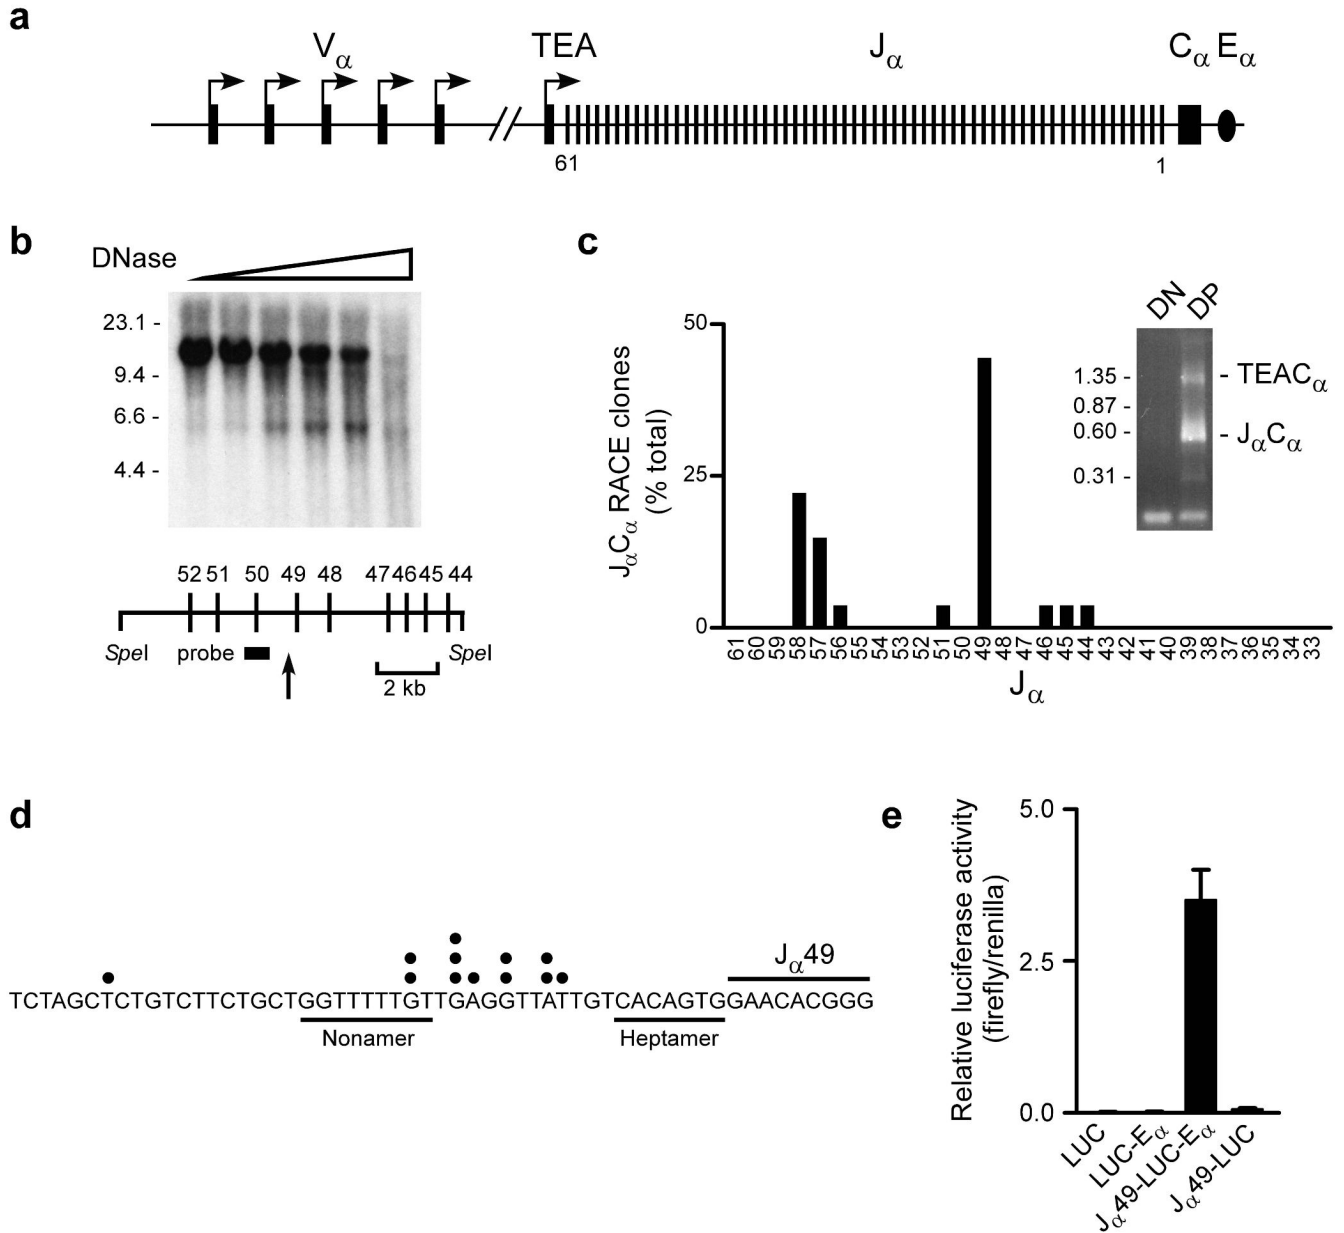 a
Vα TEA Jα Cα Eα
61 1
b
DNase
23.1 -
9.4 -
6.6 -
4.4 -
52 51 50 49 48 47 46 45 44
SpeI probe SpeI
2 kb
c
JαCα RACE clones
(% total)
50
25
0
61 60 59 58 57 56 55 54 53 52 51 50 49 48 47 46 45 44 43 42 41 40 39 38 37 36 35 34 33
Jα
DN DP
1.35 - - TEACα
0.87 -
0.60 - - JαCα
0.31 -
d
Jα49
TCTAGCTCTGTCTTCTGCTGGTTTTTGTTGAGGTTATTGTCACAGTGGAACACGGG
Nonamer Heptamer
e
Relative luciferase activity
(firefly/renilla)
5.0
2.5
0.0
LUC
LUC-Eα
Jα49-LUC-Eα
Jα49-LUC